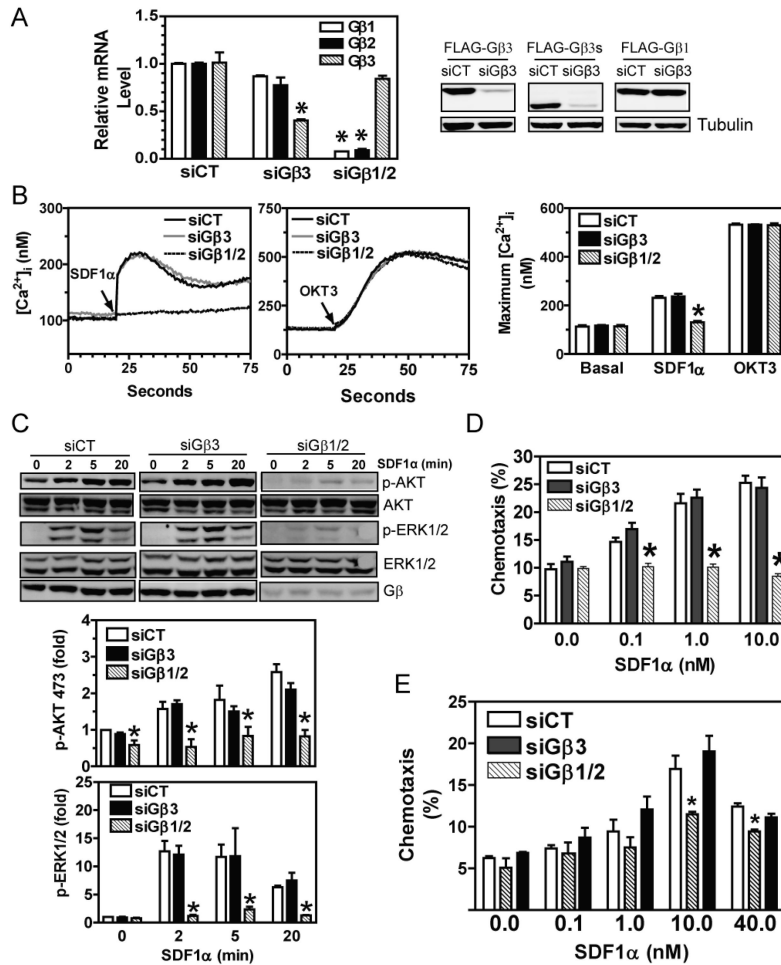 A
Relative mRNA
Level
1.5
1.0
0.5
0.0
Gβ1
Gβ2
Gβ3
*
* *
siCT
siGβ3
siGβ1/2
FLAG-Gβ3
FLAG-Gβ3s
FLAG-Gβ1
siCT siGβ3
siCT siGβ3
siCT siGβ3
Tubulin
B
[Ca²⁺]i (nM)
300
200
100
0
siCT
siGβ3
siGβ1/2
SDF1α
0 25 50 75
Seconds
750
500
250
0
siCT
siGβ3
siGβ1/2
OKT3
0 25 50 75
Seconds
Maximum [Ca²⁺]i
(nM)
600
400
200
0
siCT
siGβ3
siGβ1/2
*
Basal
SDF1α
OKT3
C
siCT
siGβ3
siGβ1/2
0 2 5 20
0 2 5 20
0 2 5 20
SDF1α (min)
p-AKT
AKT
p-ERK1/2
ERK1/2
Gβ
p-AKT 473 (fold)
4
3
2
1
0
siCT
siGβ3
siGβ1/2
* * * *
p-ERK1/2 (fold)
25
20
15
10
5
0
siCT
siGβ3
siGβ1/2
* * *
0 2 5 20
SDF1α (min)
D
Chemotaxis (%)
30
25
20
15
10
5
0
siCT
siGβ3
siGβ1/2
* * *
0.0 0.1 1.0 10.0
SDF1α (nM)
E
Chemotaxis
(%)
25
20
15
10
5
siCT
siGβ3
siGβ1/2
* *
0.0 0.1 1.0 10.0 40.0
SDF1α (nM)